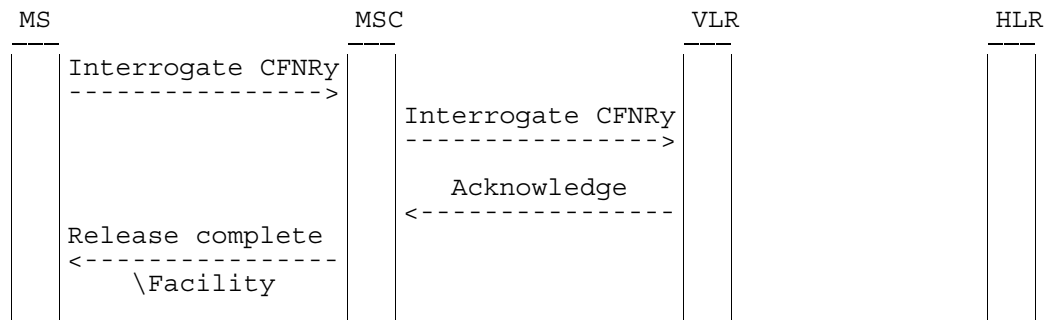 MS MSC VLR HLR
Interrogate CFNRy
---------------->
Interrogate CFNRy
---------------->
Acknowledge
<----------------
Release complete
<----------------
\Facility